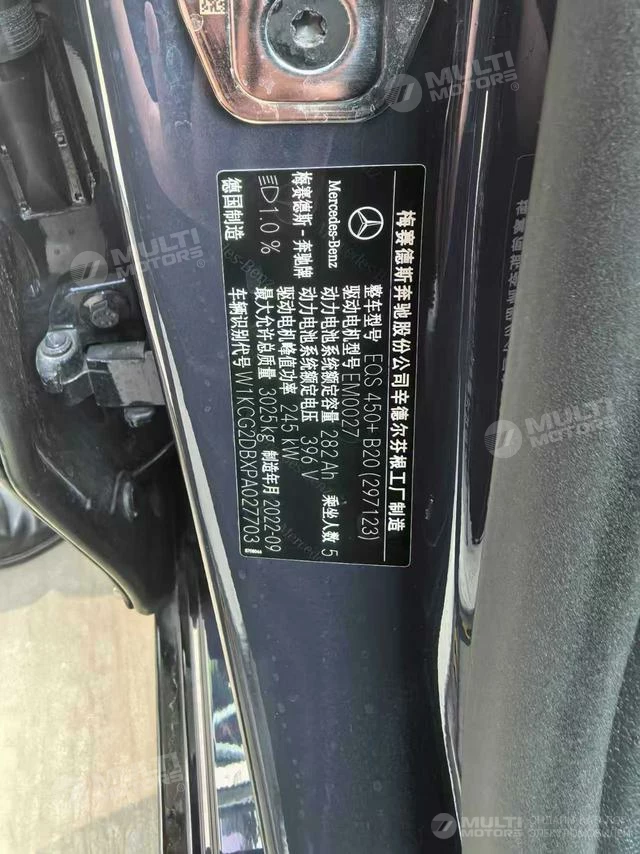 梅赛德斯奔驰股份公司辛德尔芬根工厂制造
Mercedes-Benz
整车型号 EQS 450+ B20 (297123)
驱动电机型号 EM0027
动力电池系统额定容量 282Ah 乘坐人数 5
梅赛德斯-奔驰牌
动力电池系统额定电压 396 V
1.0 %
驱动电机峰值功率 245 kW
最大允许总质量 3025kg 制造年月 2022-09
德国制造
车辆识别代号 W1KCG2DBXPA027703
MULTI MOTORS
MULTI MOTORS
MULTI MOTORS
MULTI MOTORS